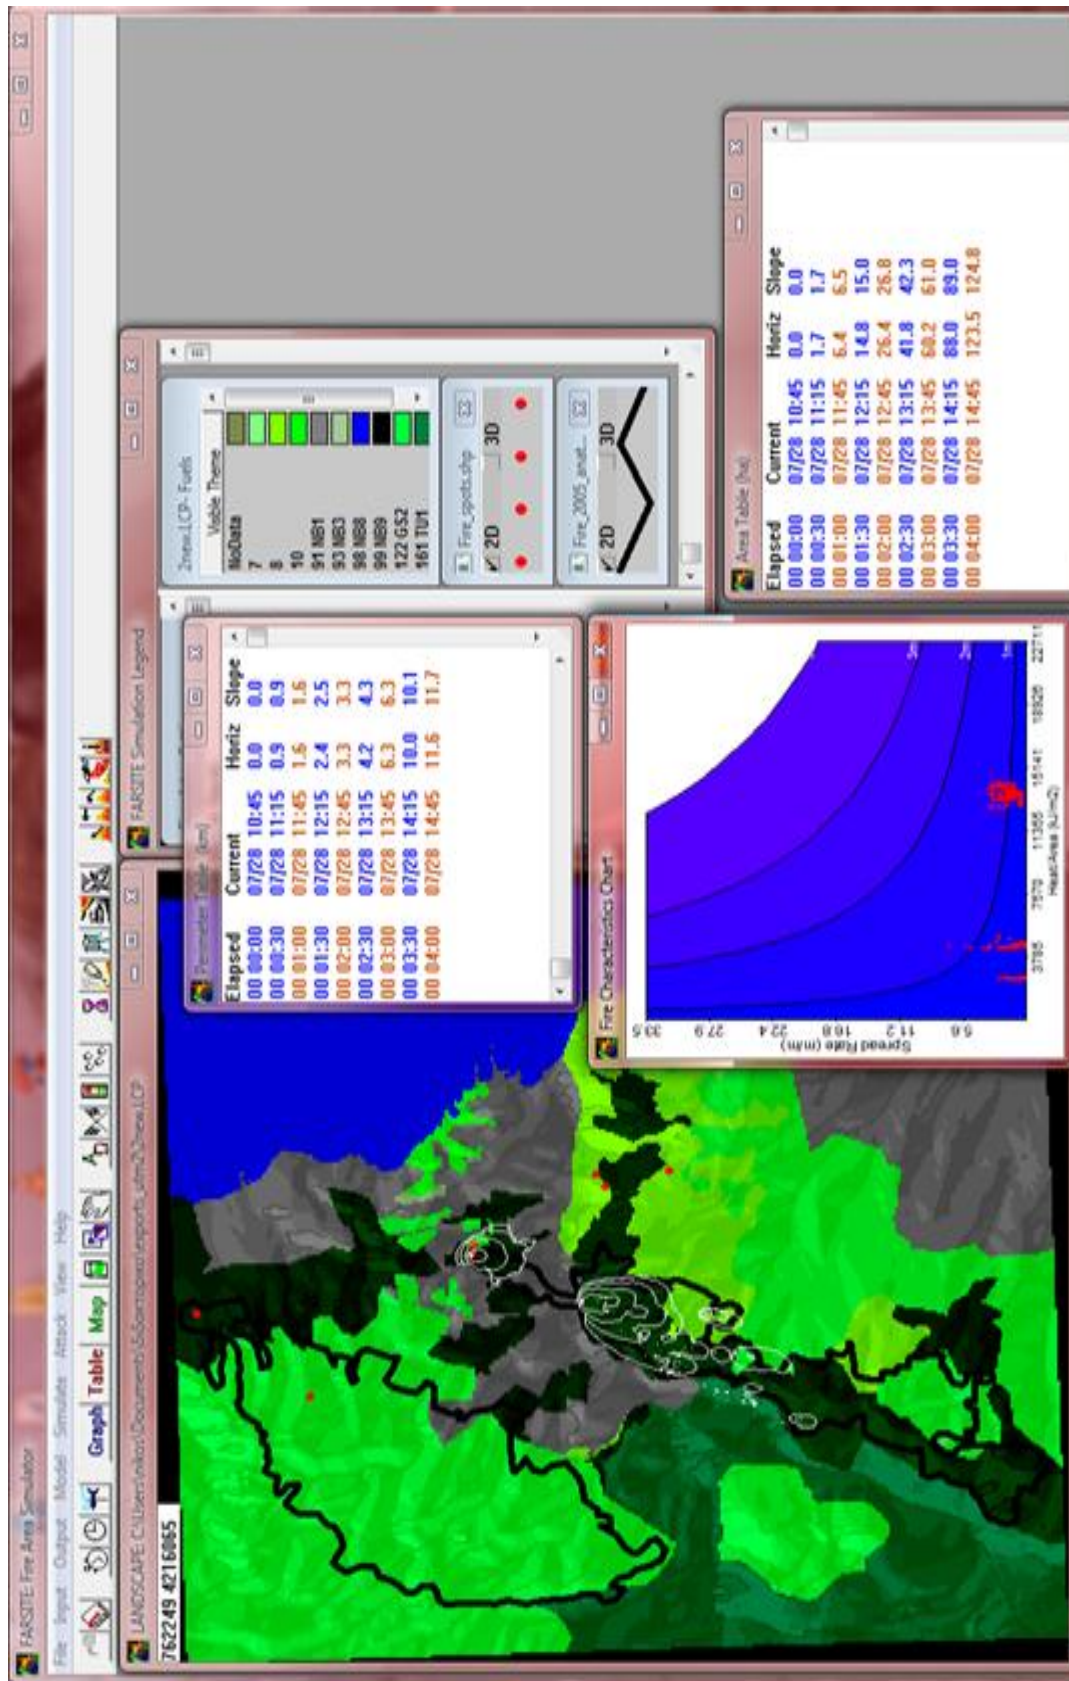 FARSITE Fire Area Simulator
File Input Output Model Simulate Attack View Help
Graph Table Map
762249 4216065
FARSITE Simulation Legend
2new.LCP- Fuels
Visible Theme
NoData
7
8
10
91 NB1
93 NB3
98 NB8
99 NB9
122 GS2
161 TU1
Fire_spots.shp
2D 3D
Fire_2005_anat...
2D 3D
Perimeter Table (km)
Elapsed Current Horiz Slope
00 00:00 07/28 10:45 0.0 0.0
00 00:30 07/28 11:15 0.9 0.9
00 01:00 07/28 11:45 1.6 1.6
00 01:30 07/28 12:15 2.4 2.5
00 02:00 07/28 12:45 3.3 3.3
00 02:30 07/28 13:15 4.2 4.3
00 03:00 07/28 13:45 6.3 6.3
00 03:30 07/28 14:15 10.0 10.1
00 04:00 07/28 14:45 11.6 11.7
Fire Characteristics Chart
Spread Rate (m/m)
33.5
27.9
22.4
16.8
11.2
5.6
3785 7570 11355 15141 18926 22711
Heat/Area (kJ/m2)
Area Table (ha)
Elapsed Current Horiz Slope
00 00:00 07/28 10:45 0.0 0.0
00 00:30 07/28 11:15 1.7 1.7
00 01:00 07/28 11:45 6.4 6.5
00 01:30 07/28 12:15 14.8 15.0
00 02:00 07/28 12:45 26.4 26.8
00 02:30 07/28 13:15 41.8 42.3
00 03:00 07/28 13:45 60.2 61.0
00 03:30 07/28 14:15 88.0 89.0
00 04:00 07/28 14:45 123.5 124.8